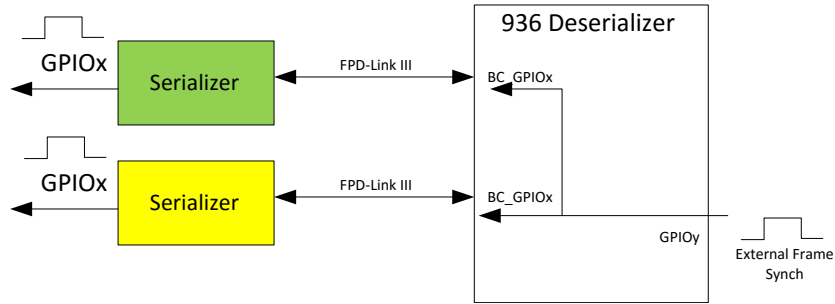 936 Deserializer
GPIOx
Serializer
FPD-Link III
BC_GPIOx
GPIOx
Serializer
FPD-Link III
BC_GPIOx
GPIOy
External Frame
Synch